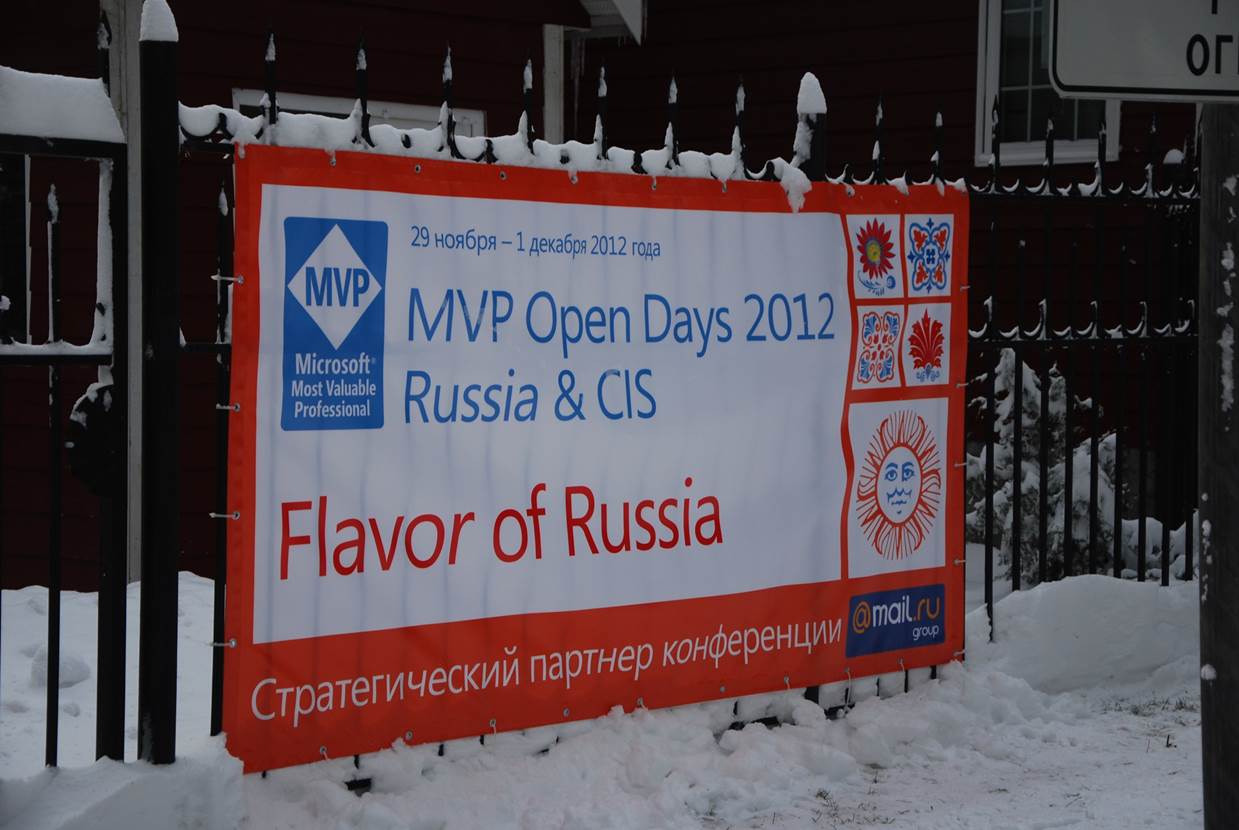 29 ноября – 1 декабря 2012 года
MVP
Microsoft®
Most Valuable
Professional
MVP Open Days 2012
Russia & CIS
Flavor of Russia
Стратегический партнер конференции
@mail.ru
group